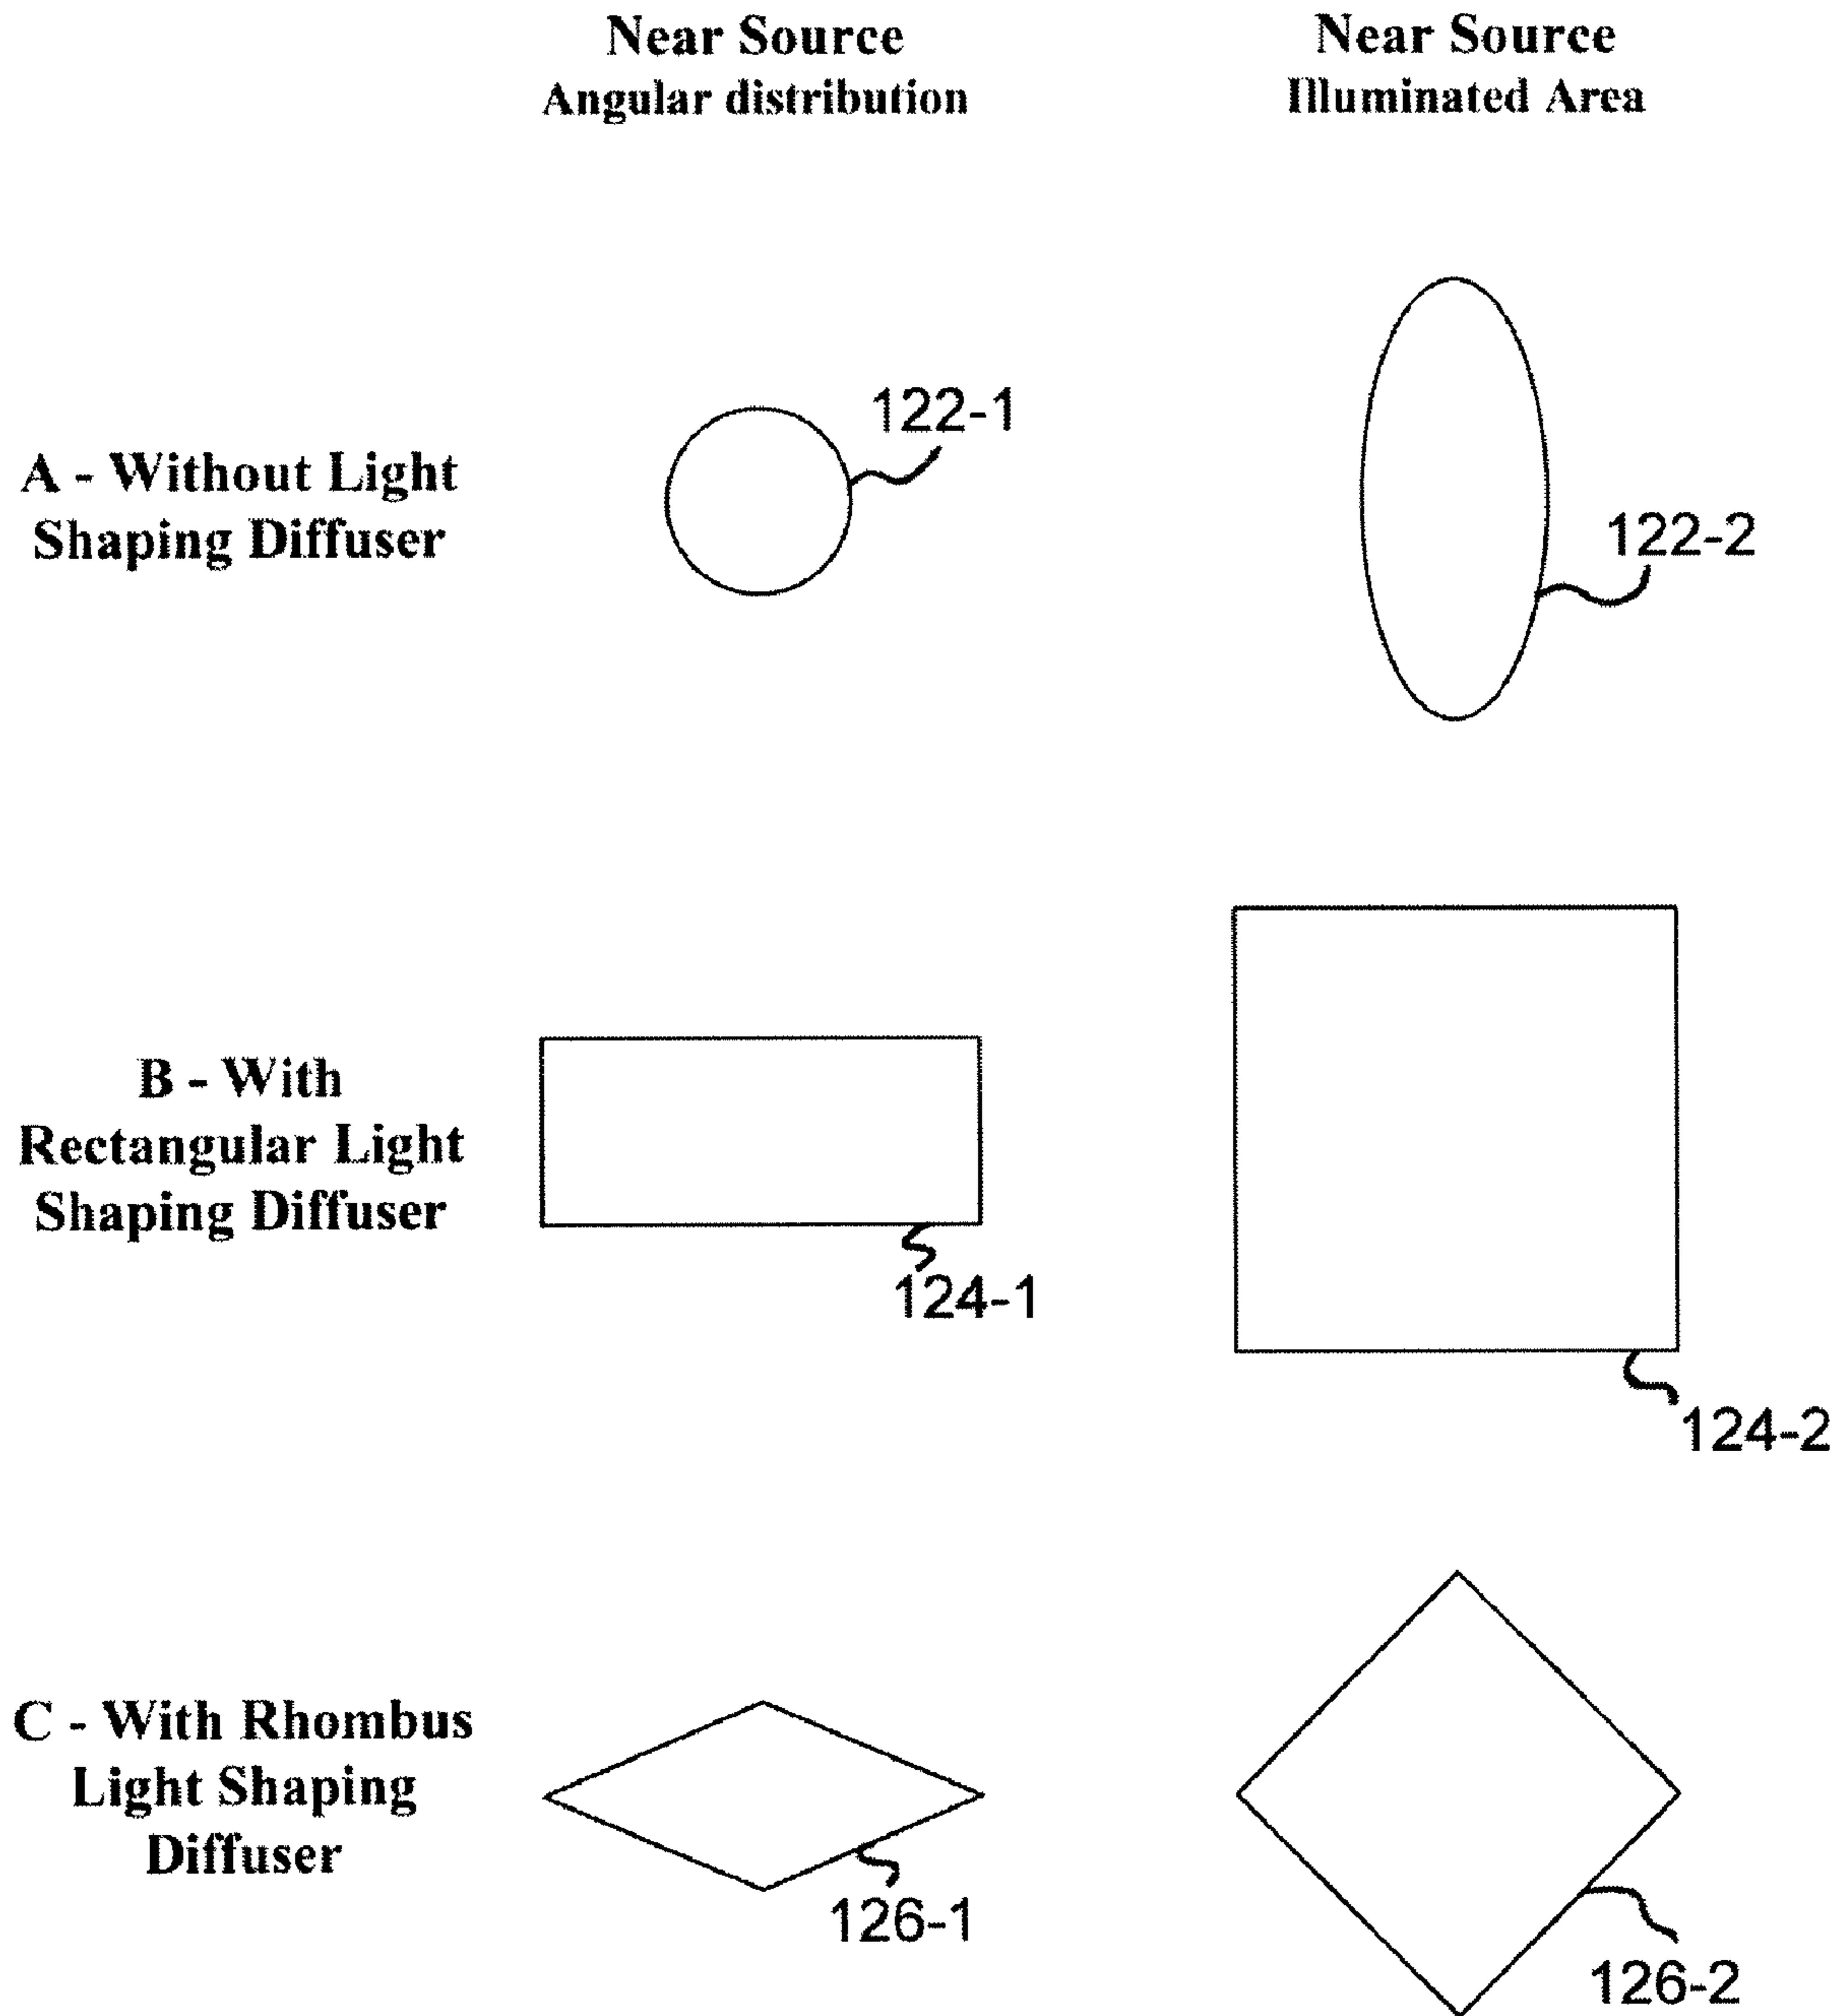 Near Source
Angular distribution
Near Source
Illuminated Area
A - Without Light
Shaping Diffuser
122-1
122-2
B - With
Rectangular Light
Shaping Diffuser
124-1
124-2
C - With Rhombus
Light Shaping
Diffuser
126-1
126-2